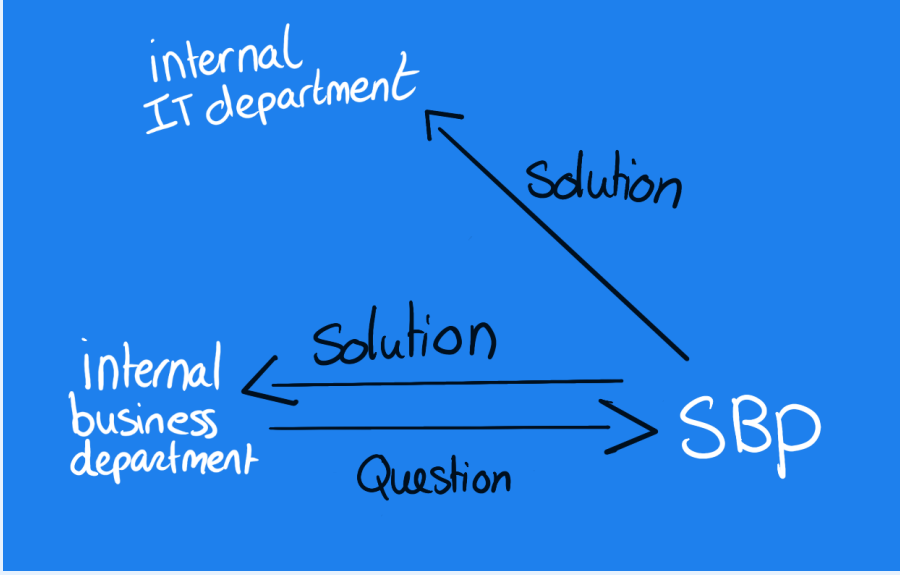 internal
IT department
Solution
Solution
internal
business
department
SBp
Question